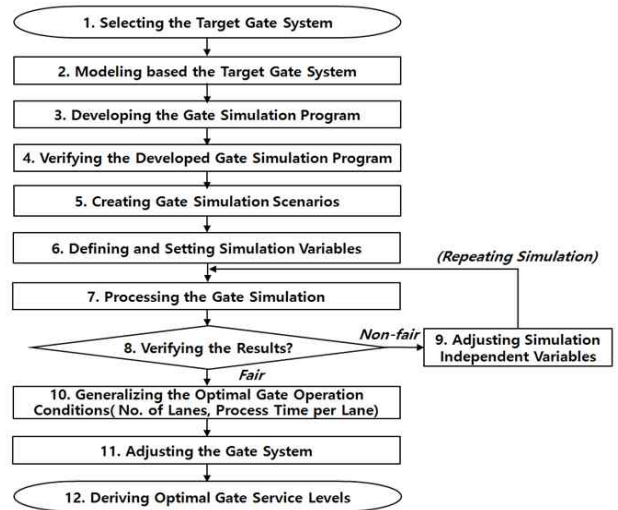 1. Selecting the Target Gate System
2. Modeling based the Target Gate System
3. Developing the Gate Simulation Program
4. Verifying the Developed Gate Simulation Program
5. Creating Gate Simulation Scenarios
6. Defining and Setting Simulation Variables
(Repeating Simulation)
7. Processing the Gate Simulation
8. Verifying the Results?
Non-fair
9. Adjusting Simulation
Independent Variables
Fair
10. Generalizing the Optimal Gate Operation
Conditions( No. of Lanes, Process Time per Lane)
11. Adjusting the Gate System
12. Deriving Optimal Gate Service Levels